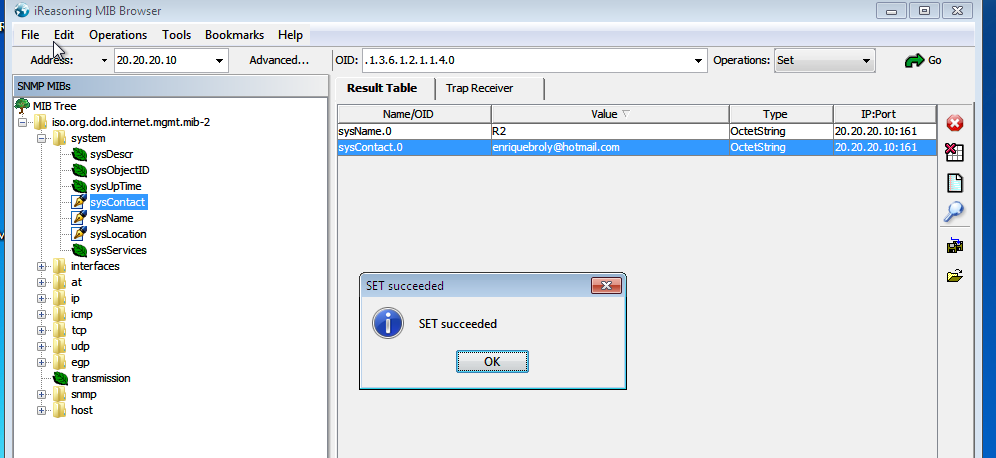 iReasoning MIB Browser
File Edit Operations Tools Bookmarks Help
Address: 20.20.20.10 Advanced... OID: .1.3.6.1.2.1.1.4.0 Operations: Set Go
SNMP MIBs
Result Table Trap Receiver
MIB Tree
iso.org.dod.internet.mgmt.mib-2
system
sysDescr
sysObjectID
sysUpTime
sysContact
sysName
sysLocation
sysServices
interfaces
at
ip
icmp
tcp
udp
egp
transmission
snmp
host
Name/OID Value Type IP:Port
sysName.0 R2 OctetString 20.20.20.10:161
sysContact.0 enriquebroly@hotmail.com OctetString 20.20.20.10:161
SET succeeded
SET succeeded
OK